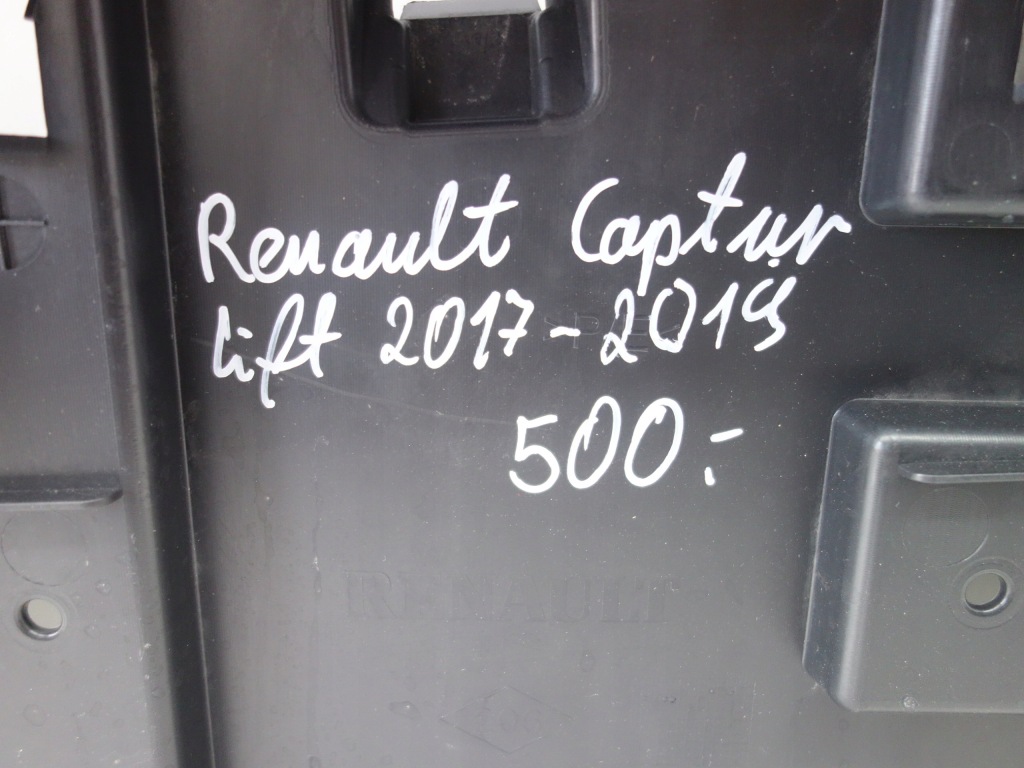 Renault Captur
lift 2017-2019
500.-
RENAULT